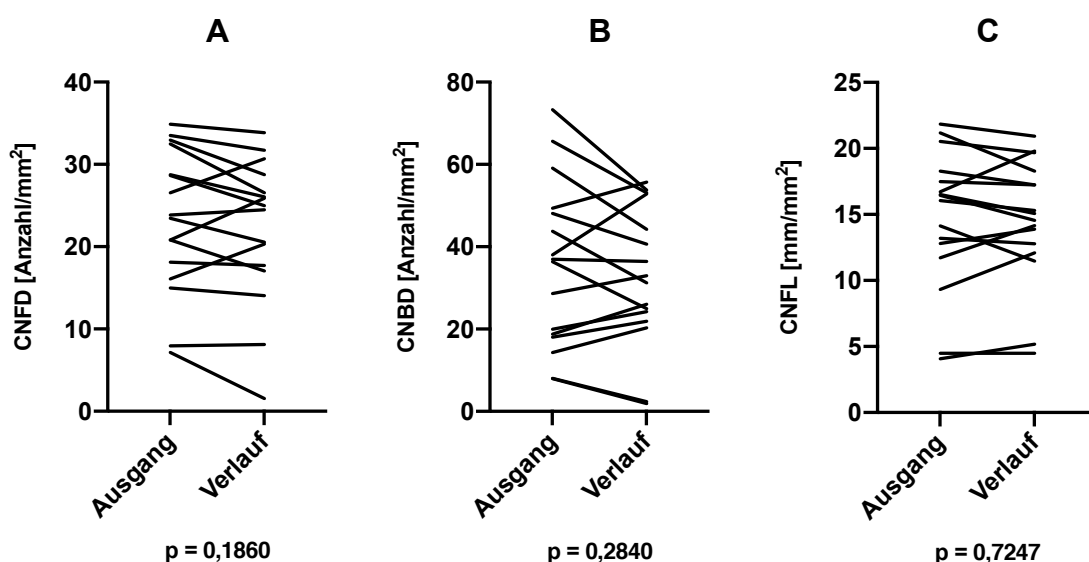 A
CNFD [Anzahl/mm²]
40
30
20
10
0
Ausgang
Verlauf
p = 0,1860
B
CNBD [Anzahl/mm²]
80
60
40
20
0
Ausgang
Verlauf
p = 0,2840
C
CNFL [mm/mm²]
25
20
15
10
5
0
Ausgang
Verlauf
p = 0,7247